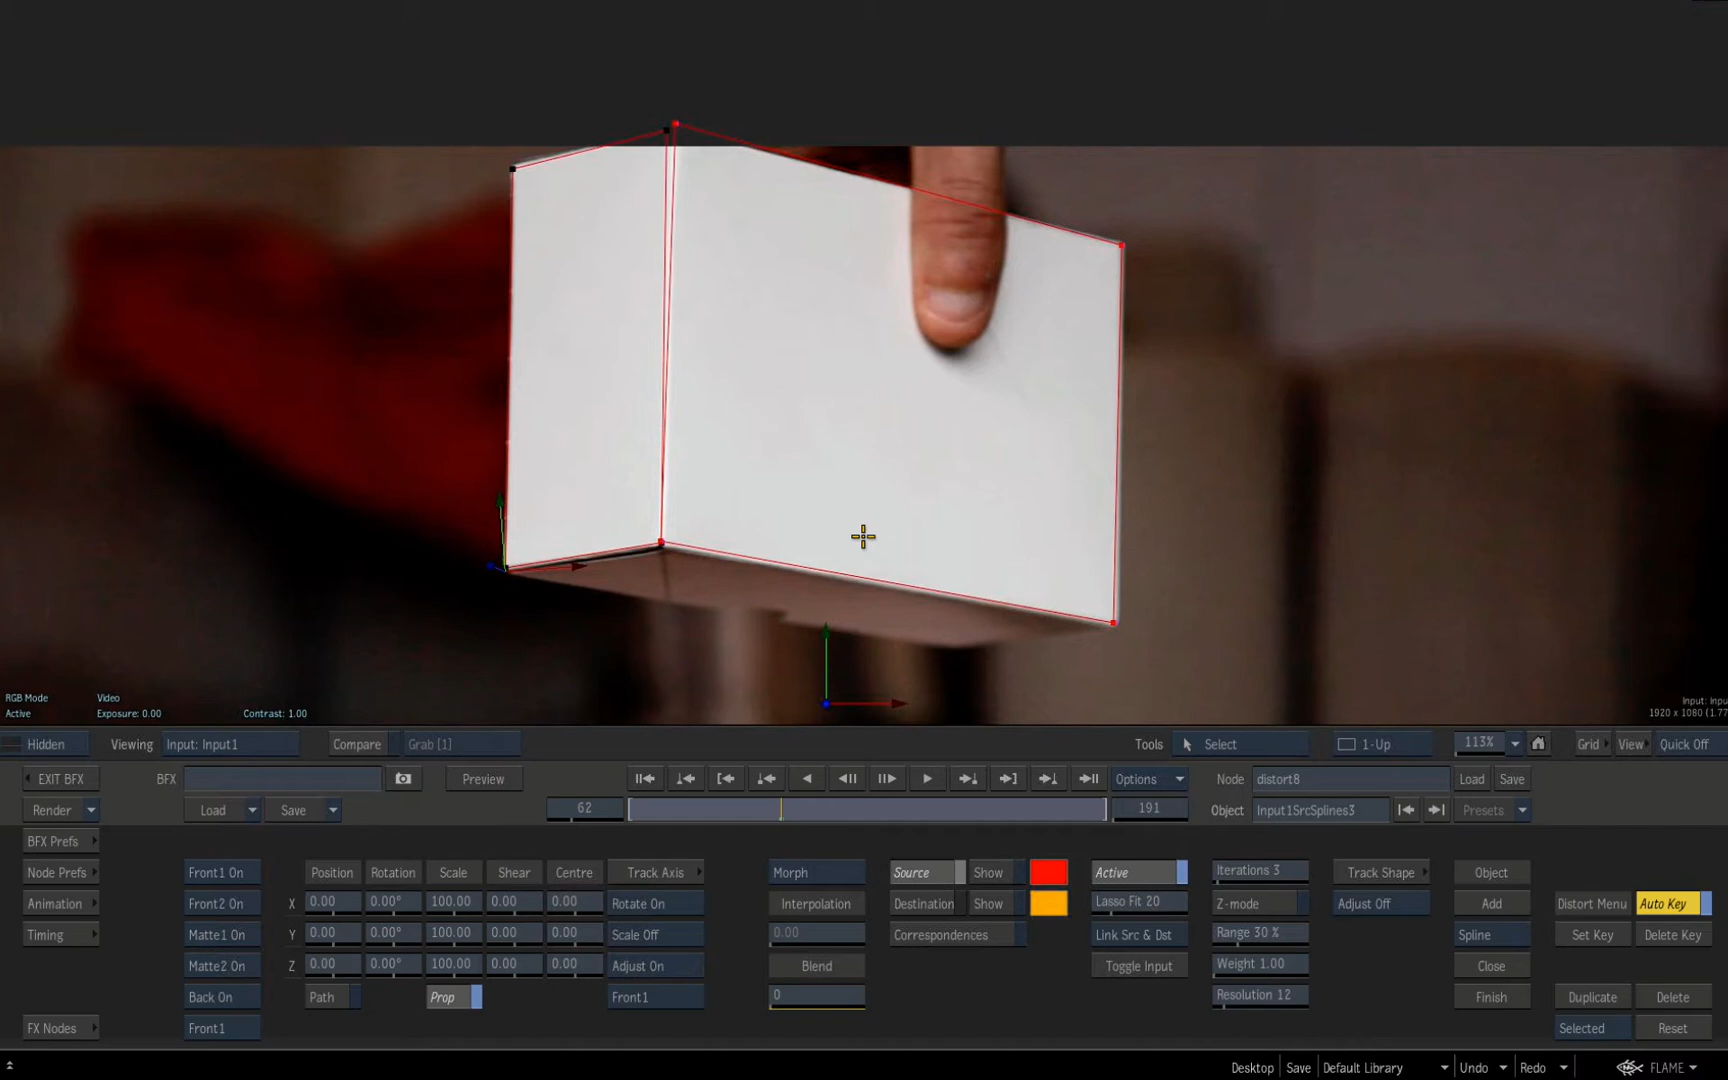 RGB Mode
Active
Video
Exposure: 0.00
Contrast: 1.00
Input: Inpu
1920 x 1080 (1.77
Hidden
Viewing
Input: Input1
Compare
Grab [1]
Tools
Select
1-Up
113%
Grid
View
Quick Off
EXIT BFX
BFX
Preview
Options
Node
distort8
Load
Save
Render
Load
Save
62
191
Object
Input1SrcSplines3
Presets
BFX Prefs
Node Prefs
Front1 On
Position
Rotation
Scale
Shear
Centre
Track Axis
Morph
Source
Show
Active
Iterations 3
Track Shape
Object
Animation
Front2 On
X
0.00
0.00°
100.00
0.00
0.00
Rotate On
Interpolation
Destination
Show
Lasso Fit 20
Z-mode
Adjust Off
Add
Distort Menu
Auto Key
Timing
Matte1 On
Y
0.00
0.00°
100.00
0.00
0.00
Scale Off
0.00
Correspondences
Link Src & Dst
Range 30 %
Spline
Set Key
Delete Key
Matte2 On
Z
0.00
0.00°
100.00
0.00
0.00
Adjust On
Blend
Toggle Input
Weight 1.00
Close
Back On
Path
Prop
Front1
0
Resolution 12
Finish
Duplicate
Delete
FX Nodes
Front1
Selected
Reset
Desktop
Save
Default Library
Undo
Redo
FLAME